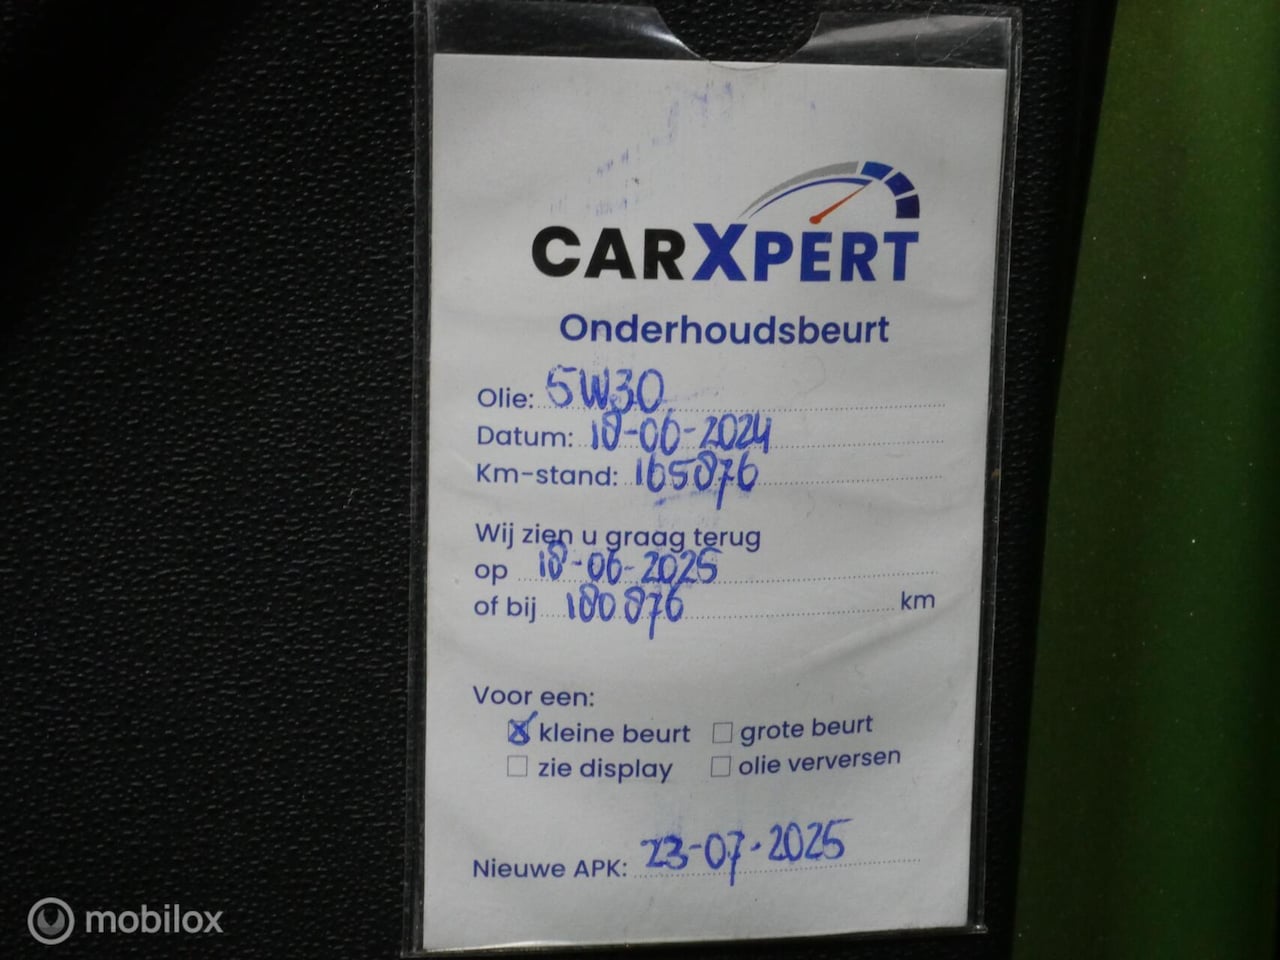 CARXPERT
Onderhoudsbeurt
Olie: 5W30
Datum: 18-06-2024
Km-stand: 165876
Wij zien u graag terug
op 18-06-2025
of bij 180876 km
Voor een:
kleine beurt grote beurt
zie display olie verversen
Nieuwe APK: 23-07-2025
mobilox